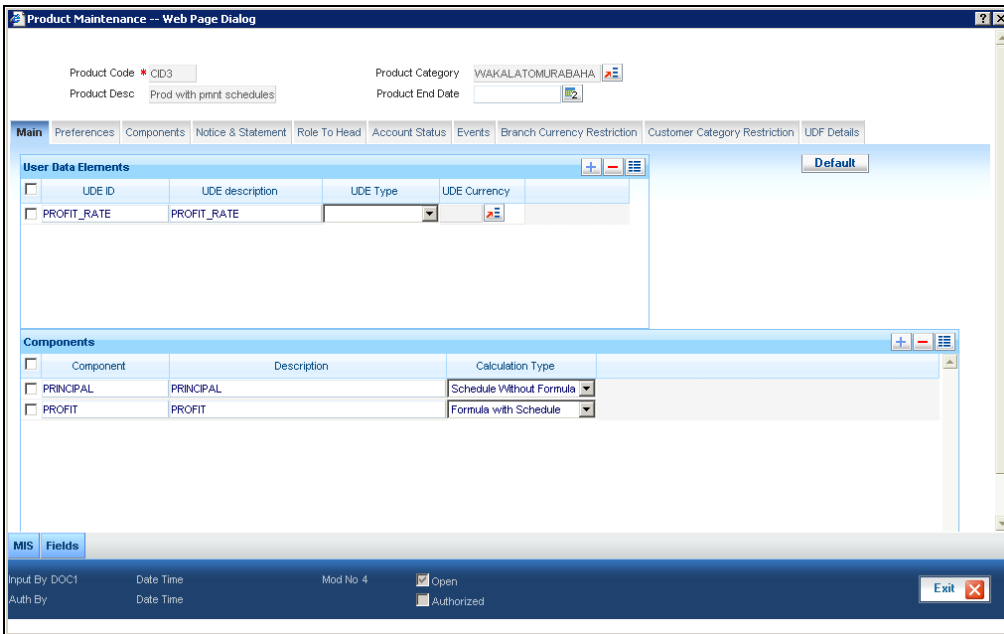 Product Maintenance -- Web Page Dialog
Product Code * CID3 Product Category WAKALATOMURABAHA
Product Desc Prod with pmnt schedules Product End Date
Main Preferences Components Notice & Statement Role To Head Account Status Events Branch Currency Restriction Customer Category Restriction UDF Details
User Data Elements Default
UDE ID UDE description UDE Type UDE Currency
PROFIT_RATE PROFIT_RATE
Components
Component Description Calculation Type
PRINCIPAL PRINCIPAL Schedule Without Formula
PROFIT PROFIT Formula with Schedule
MIS Fields
Input By DOC1 Date Time Mod No 4 Open
Auth By Date Time Authorized
Exit